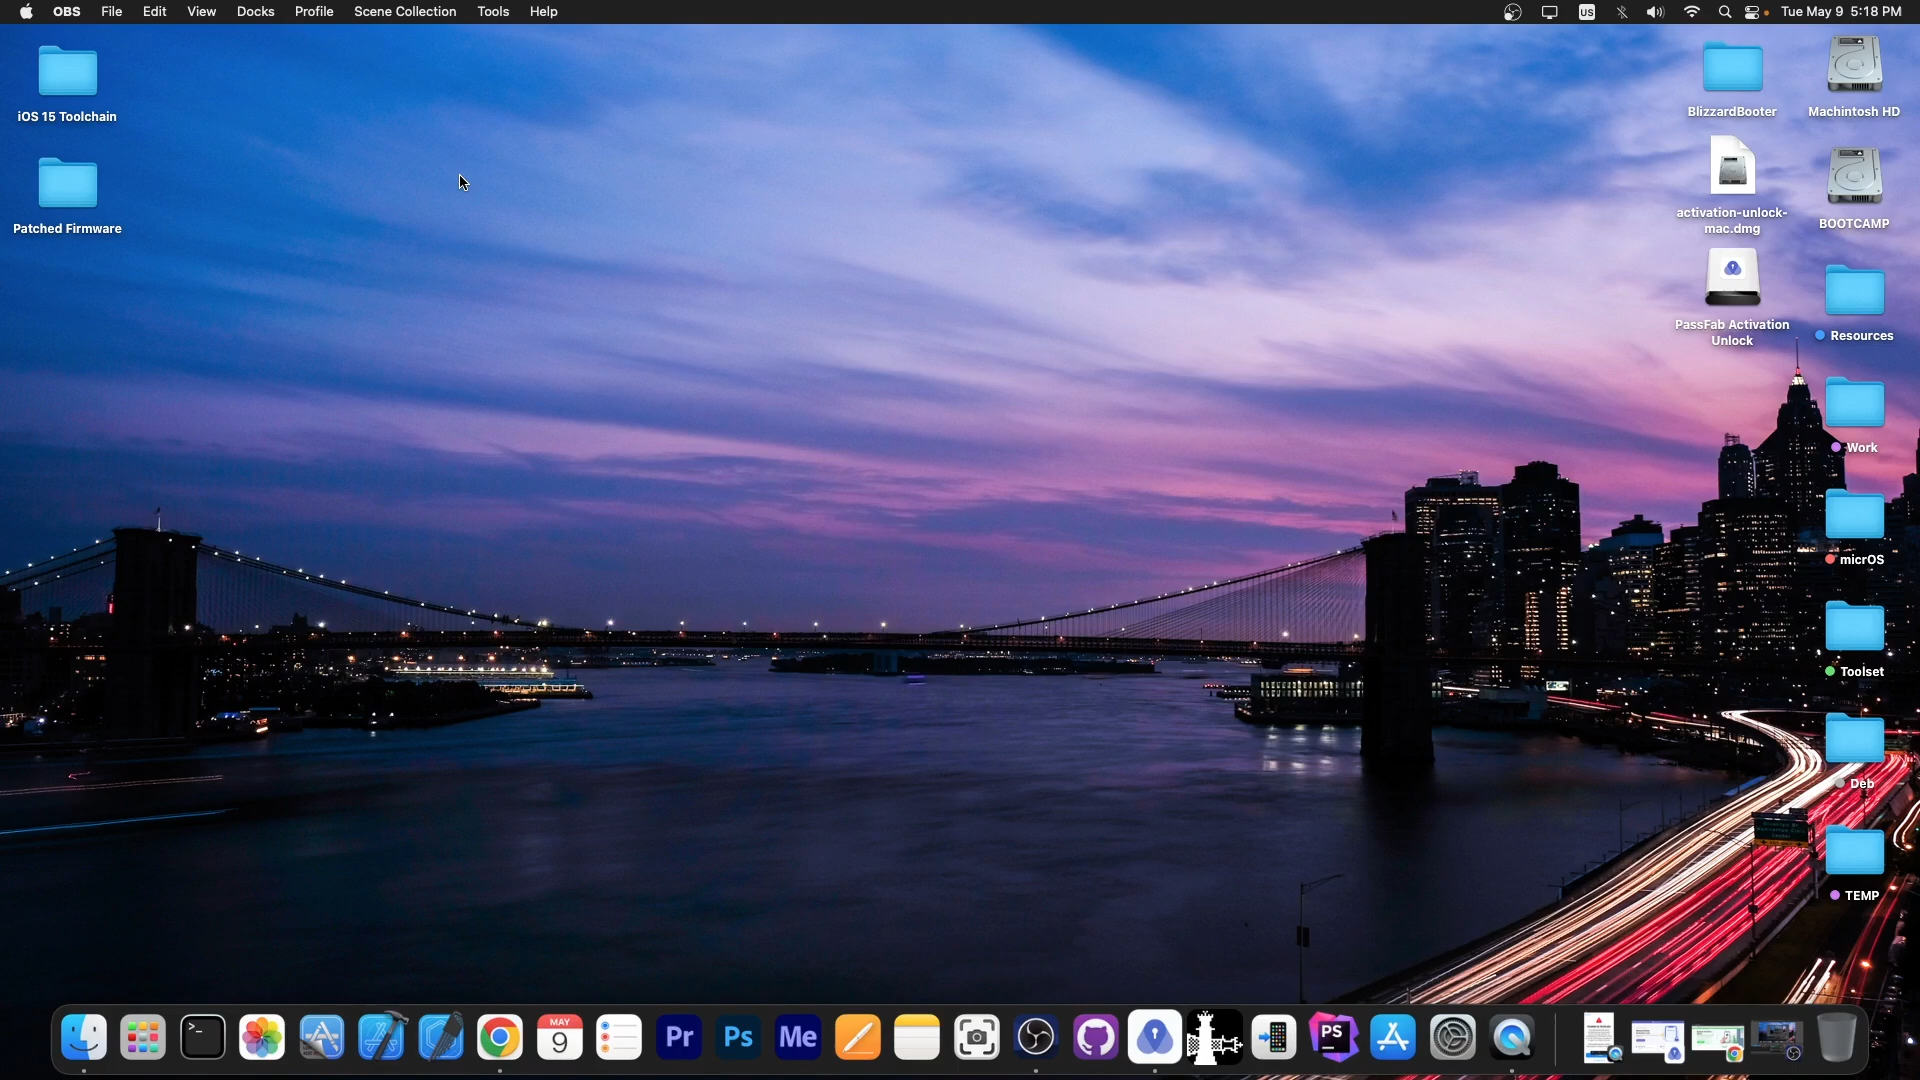 OBS File Edit View Docks Profile Scene Collection Tools Help
US
Tue May 9 5:18 PM
iOS 15 Toolchain
Patched Firmware
BlizzardBooter
Machintosh HD
activation-unlock-
mac.dmg
BOOTCAMP
PassFab Activation
Unlock
Resources
Work
micrOS
Toolset
Deb
TEMP
>_
MAY
9
Pr
Ps
Me
PS